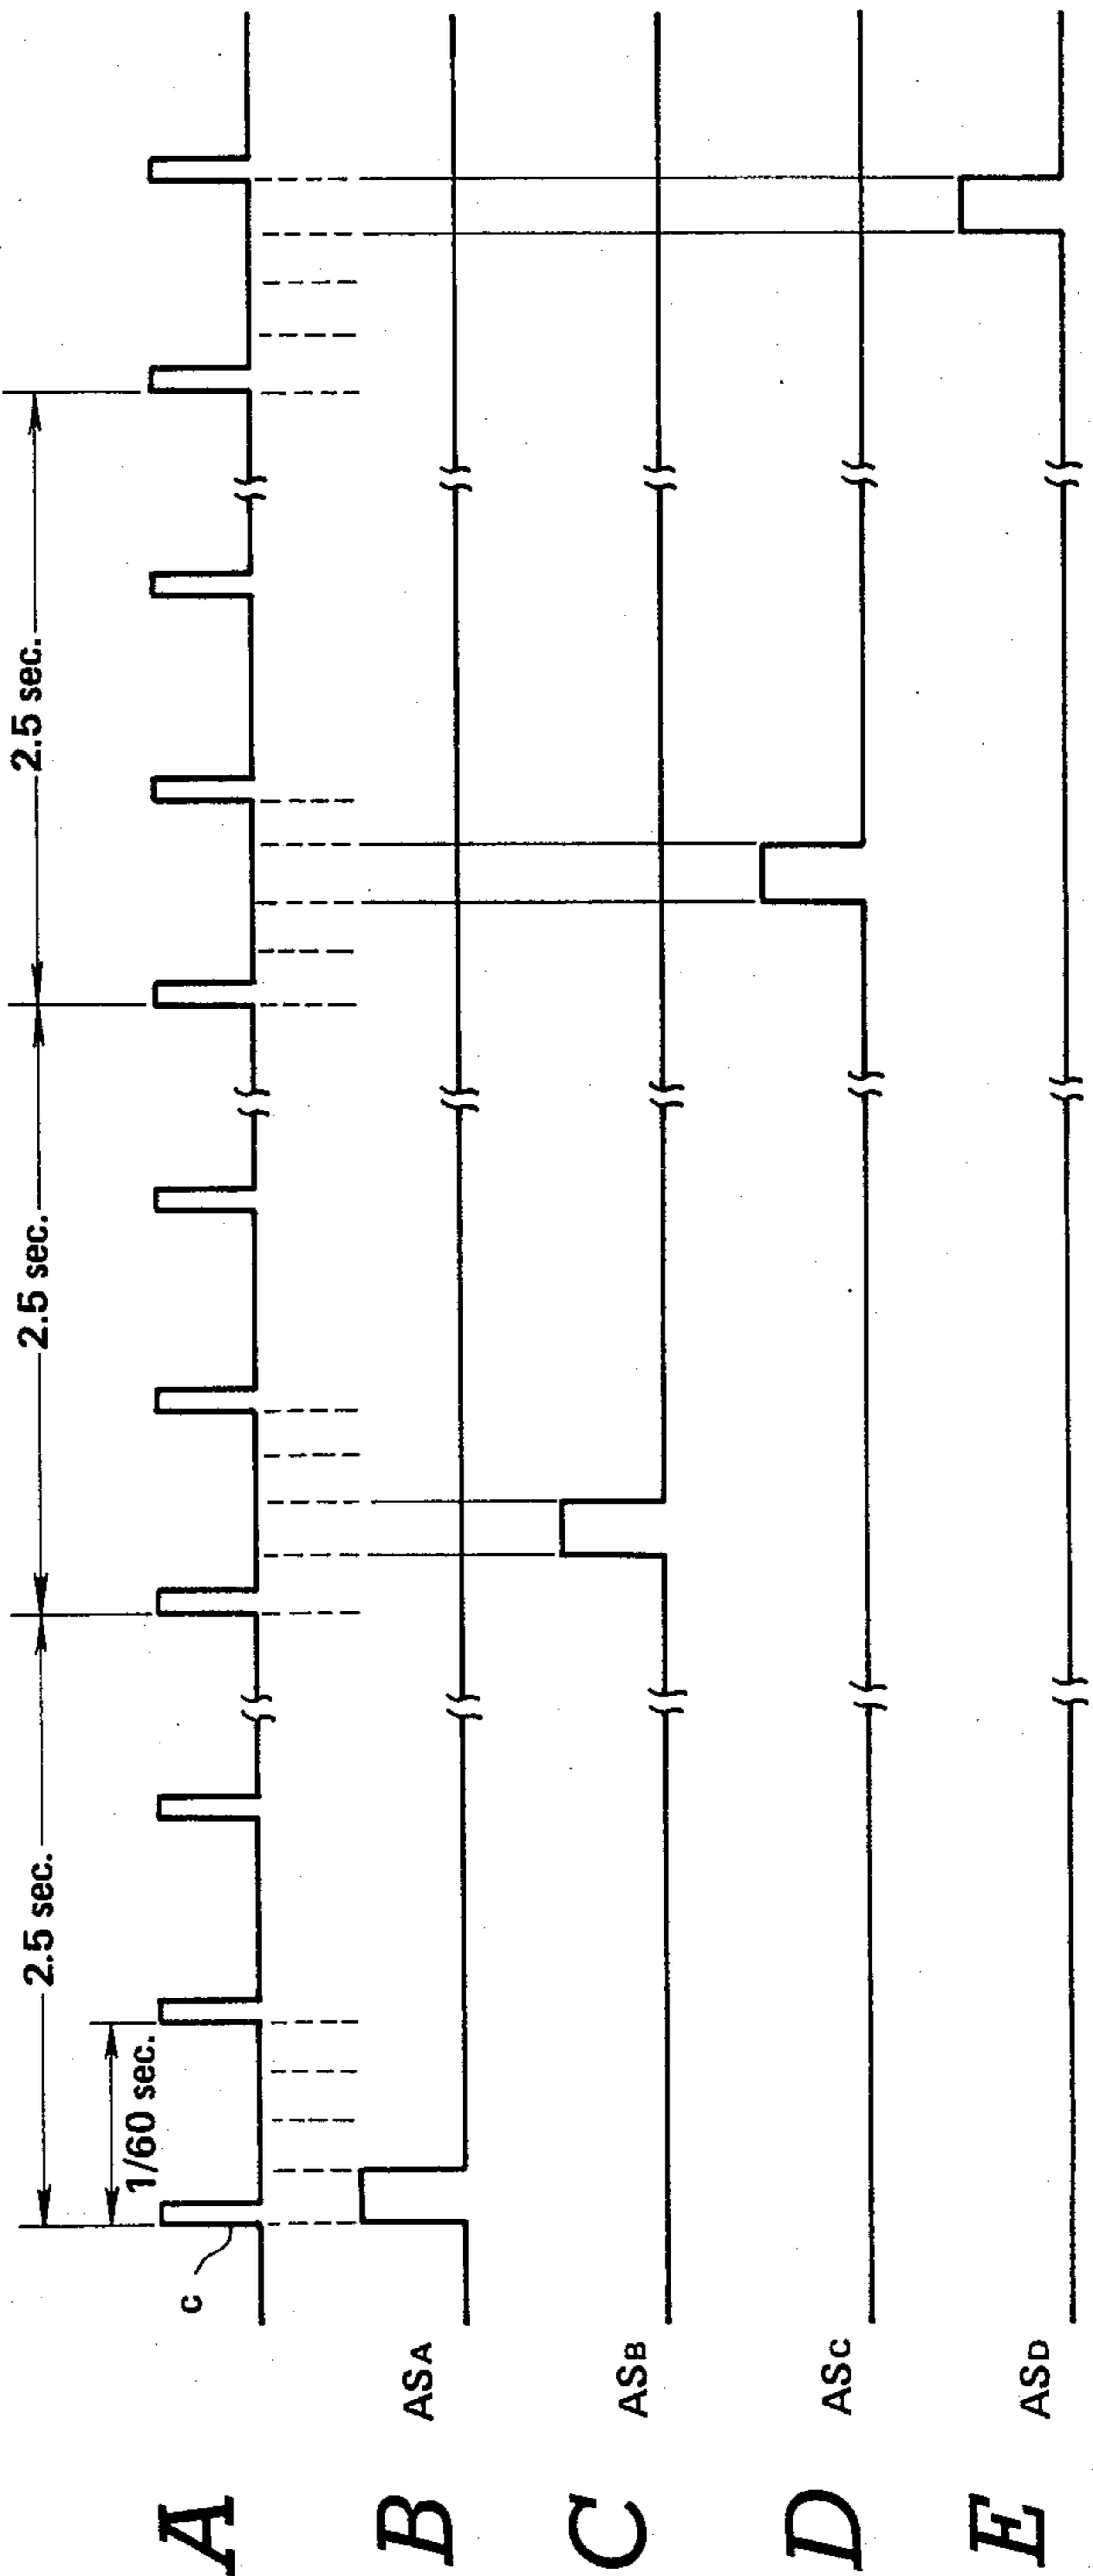 2.5 sec.
2.5 sec.
2.5 sec.
1/60 sec.
c
A
B ASA
C ASB
D ASC
E ASD